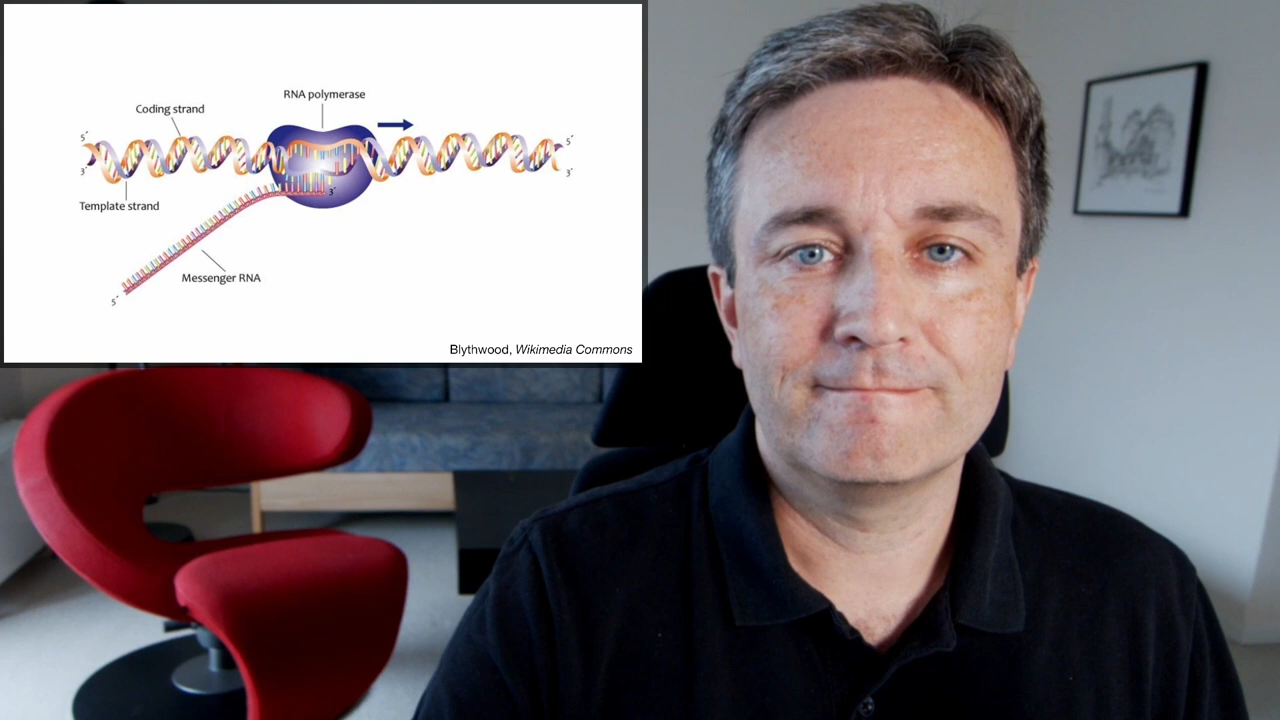 RNA polymerase
Coding strand
5´
5´
3´
3´
3´
Template strand
Messenger RNA
5´
Blythwood, Wikimedia Commons